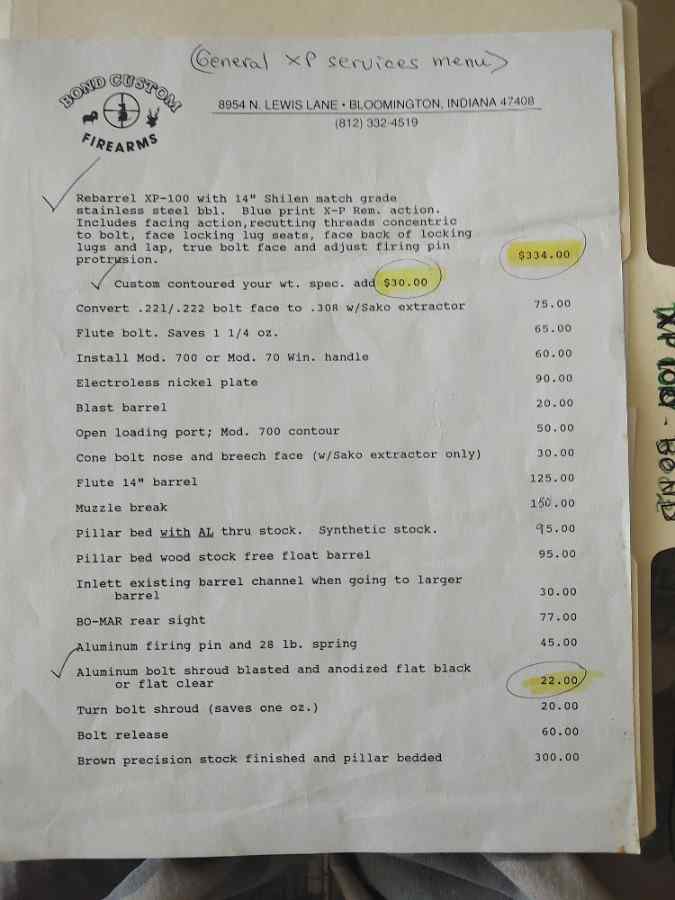 (General XP services menu)
BOND CUSTOM
FIREARMS
8954 N. LEWIS LANE • BLOOMINGTON, INDIANA 47408
(812) 332-4519
Rebarrel XP-100 with 14" Shilen match grade
stainless steel bbl. Blue print X-P Rem. action.
Includes facing action,recutting threads concentric
to bolt, face locking lug seats, face back of locking
lugs and lap, true bolt face and adjust firing pin
protrusion. $334.00
Custom contoured your wt. spec. add $30.00
Convert .221/.222 bolt face to .308 w/Sako extractor 75.00
Flute bolt. Saves 1 1/4 oz. 65.00
Install Mod. 700 or Mod. 70 Win. handle 60.00
Electroless nickel plate 90.00
Blast barrel 20.00
Open loading port; Mod. 700 contour 50.00
Cone bolt nose and breech face (w/Sako extractor only) 30.00
Flute 14" barrel 125.00
Muzzle break 150.00
Pillar bed with AL thru stock. Synthetic stock. 95.00
Pillar bed wood stock free float barrel 95.00
Inlett existing barrel channel when going to larger
barrel 30.00
BO-MAR rear sight 77.00
Aluminum firing pin and 28 lb. spring 45.00
Aluminum bolt shroud blasted and anodized flat black
or flat clear 22.00
Turn bolt shroud (saves one oz.) 20.00
Bolt release 60.00
Brown precision stock finished and pillar bedded 300.00